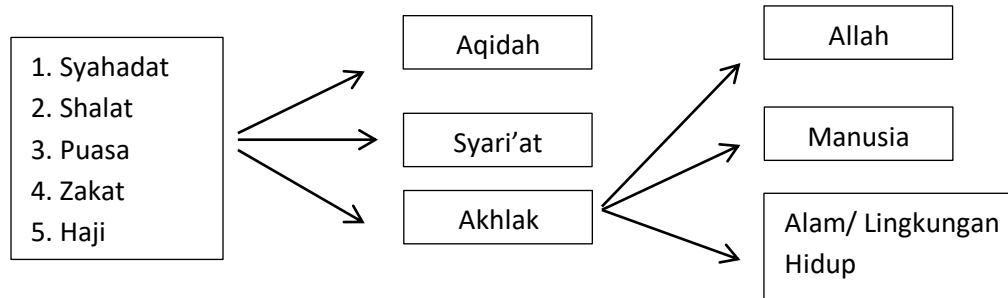 1. Syahadat
2. Shalat
3. Puasa
4. Zakat
5. Haji
Aqidah
Syari’at
Akhlak
Allah
Manusia
Alam/ Lingkungan
Hidup